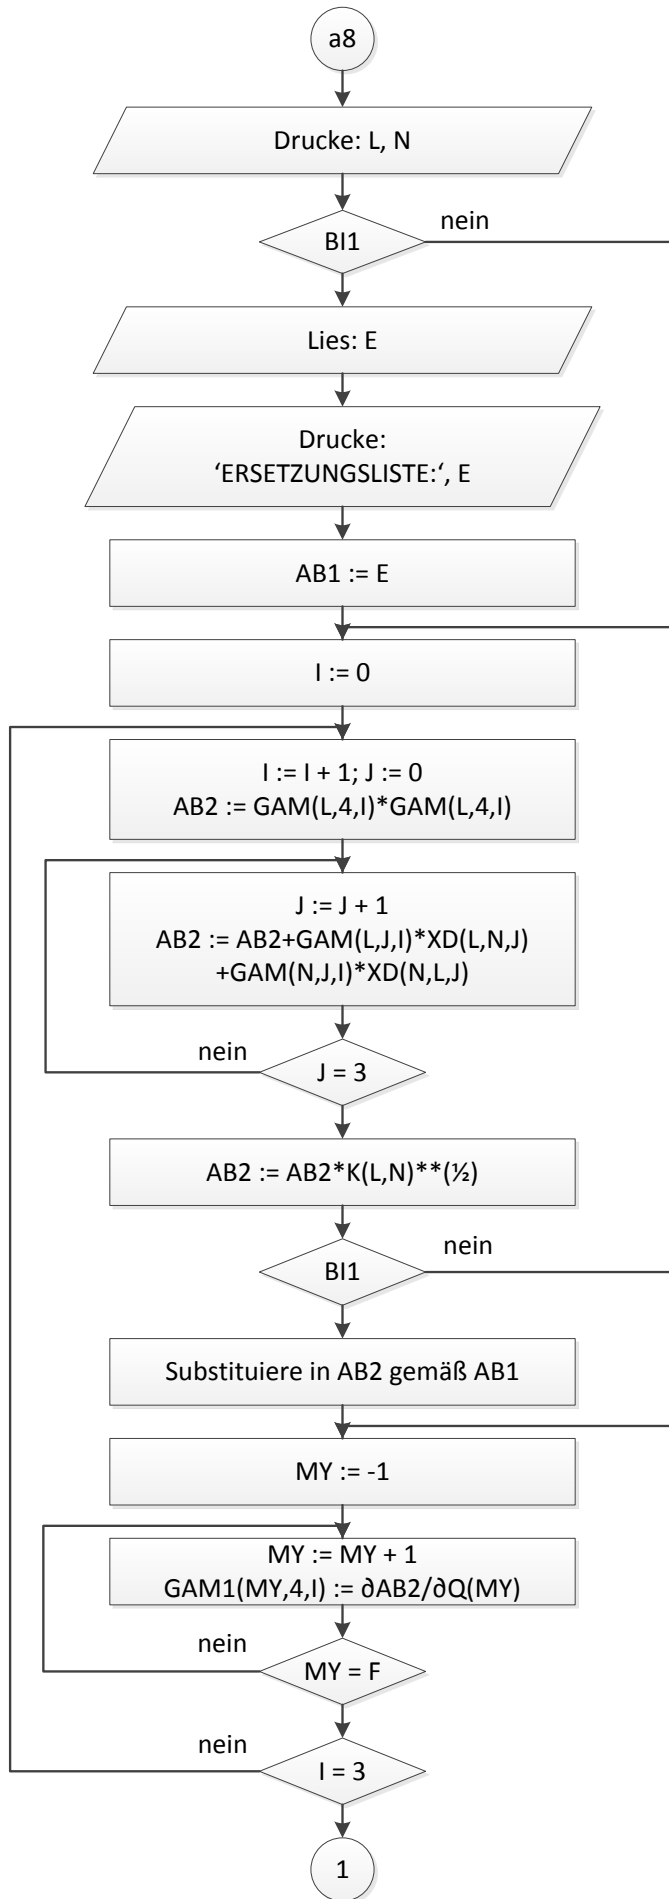 a8
Drucke: L, N
nein
BI1
Lies: E
Drucke:
‘ERSETZUNGSLISTE:‘, E
AB1 := E
I := 0
I := I + 1; J := 0
AB2 := GAM(L,4,I)*GAM(L,4,I)
J := J + 1
AB2 := AB2+GAM(L,J,I)*XD(L,N,J)
+GAM(N,J,I)*XD(N,L,J)
nein
J = 3
AB2 := AB2*K(L,N)**(½)
nein
BI1
Substituiere in AB2 gemäß AB1
MY := -1
MY := MY + 1
GAM1(MY,4,I) := ∂AB2/∂Q(MY)
nein
MY = F
nein
I = 3
1